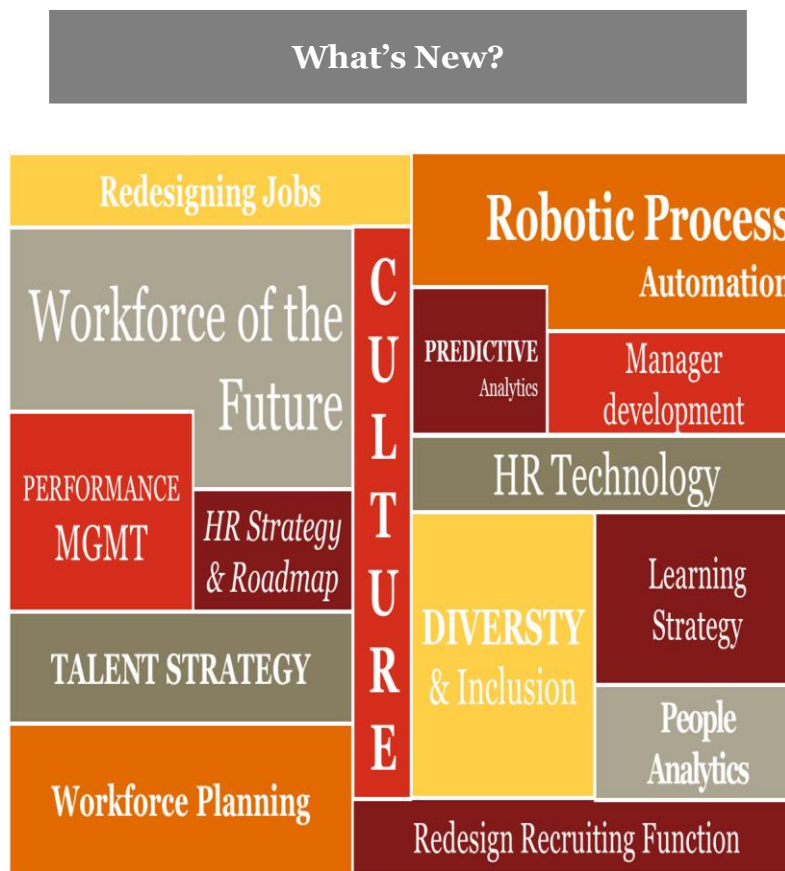 What’s New?
Redesigning Jobs
Workforce of the
Future
PERFORMANCE
MGMT
HR Strategy
& Roadmap
TALENT STRATEGY
Workforce Planning
CULTURE
Robotic Process
Automation
PREDICTIVE
Analytics
Manager
development
HR Technology
DIVERSTY
& Inclusion
Learning
Strategy
People
Analytics
Redesign Recruiting Function